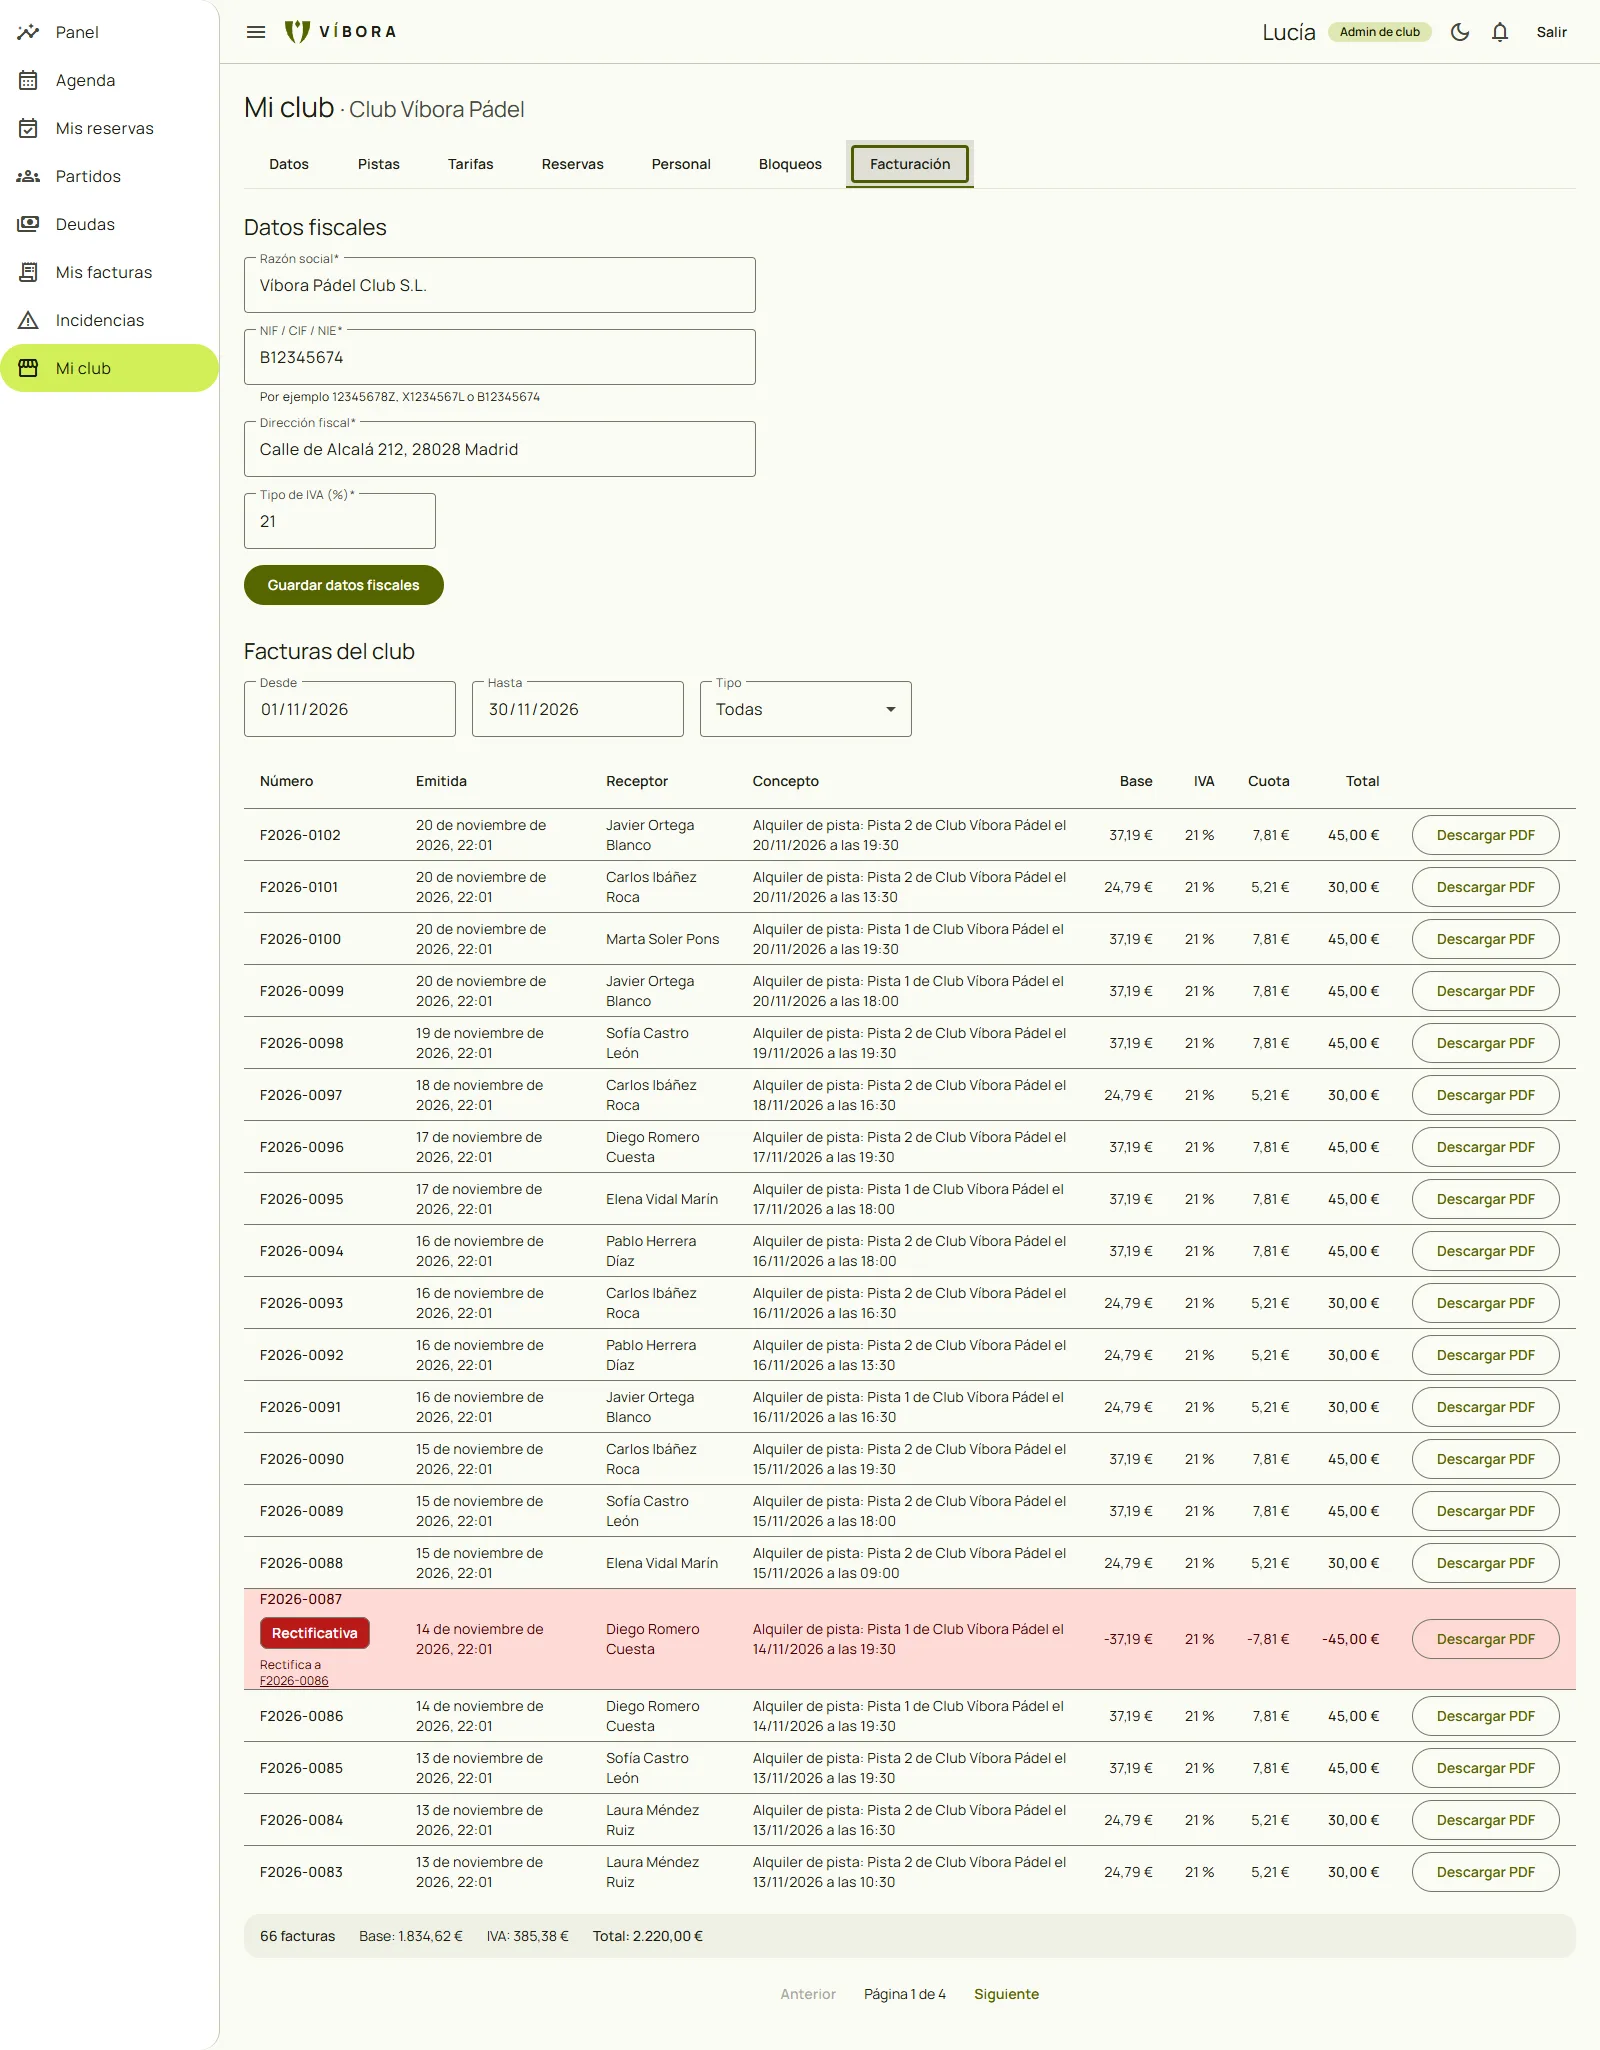 Panel
Agenda
Mis reservas
Partidos
Deudas
Mis facturas
Incidencias
Mi club
VÍBORA
Lucía
Admin de club
Salir
Mi club · Club Víbora Pádel
Datos
Pistas
Tarifas
Reservas
Personal
Bloqueos
Facturación
Datos fiscales
Razón social*
Víbora Pádel Club S.L.
NIF / CIF / NIE*
B12345674
Por ejemplo 12345678Z, X1234567L o B12345674
Dirección fiscal*
Calle de Alcalá 212, 28028 Madrid
Tipo de IVA (%)*
21
Guardar datos fiscales
Facturas del club
Desde
01/11/2026
Hasta
30/11/2026
Tipo
Todas
Número Emitida Receptor Concepto Base IVA Cuota Total
F2026-0102 20 de noviembre de 2026, 22:01 Javier Ortega Blanco Alquiler de pista: Pista 2 de Club Víbora Pádel el 20/11/2026 a las 19:30 37,19 € 21 % 7,81 € 45,00 € Descargar PDF
F2026-0101 20 de noviembre de 2026, 22:01 Carlos Ibáñez Roca Alquiler de pista: Pista 2 de Club Víbora Pádel el 20/11/2026 a las 13:30 24,79 € 21 % 5,21 € 30,00 € Descargar PDF
F2026-0100 20 de noviembre de 2026, 22:01 Marta Soler Pons Alquiler de pista: Pista 1 de Club Víbora Pádel el 20/11/2026 a las 19:30 37,19 € 21 % 7,81 € 45,00 € Descargar PDF
F2026-0099 20 de noviembre de 2026, 22:01 Javier Ortega Blanco Alquiler de pista: Pista 1 de Club Víbora Pádel el 20/11/2026 a las 18:00 37,19 € 21 % 7,81 € 45,00 € Descargar PDF
F2026-0098 19 de noviembre de 2026, 22:01 Sofía Castro León Alquiler de pista: Pista 2 de Club Víbora Pádel el 19/11/2026 a las 19:30 37,19 € 21 % 7,81 € 45,00 € Descargar PDF
F2026-0097 18 de noviembre de 2026, 22:01 Carlos Ibáñez Roca Alquiler de pista: Pista 2 de Club Víbora Pádel el 18/11/2026 a las 16:30 24,79 € 21 % 5,21 € 30,00 € Descargar PDF
F2026-0096 17 de noviembre de 2026, 22:01 Diego Romero Cuesta Alquiler de pista: Pista 2 de Club Víbora Pádel el 17/11/2026 a las 19:30 37,19 € 21 % 7,81 € 45,00 € Descargar PDF
F2026-0095 17 de noviembre de 2026, 22:01 Elena Vidal Marín Alquiler de pista: Pista 1 de Club Víbora Pádel el 17/11/2026 a las 18:00 37,19 € 21 % 7,81 € 45,00 € Descargar PDF
F2026-0094 16 de noviembre de 2026, 22:01 Pablo Herrera Díaz Alquiler de pista: Pista 2 de Club Víbora Pádel el 16/11/2026 a las 18:00 37,19 € 21 % 7,81 € 45,00 € Descargar PDF
F2026-0093 16 de noviembre de 2026, 22:01 Carlos Ibáñez Roca Alquiler de pista: Pista 2 de Club Víbora Pádel el 16/11/2026 a las 16:30 24,79 € 21 % 5,21 € 30,00 € Descargar PDF
F2026-0092 16 de noviembre de 2026, 22:01 Pablo Herrera Díaz Alquiler de pista: Pista 2 de Club Víbora Pádel el 16/11/2026 a las 13:30 24,79 € 21 % 5,21 € 30,00 € Descargar PDF
F2026-0091 16 de noviembre de 2026, 22:01 Javier Ortega Blanco Alquiler de pista: Pista 1 de Club Víbora Pádel el 16/11/2026 a las 16:30 24,79 € 21 % 5,21 € 30,00 € Descargar PDF
F2026-0090 15 de noviembre de 2026, 22:01 Carlos Ibáñez Roca Alquiler de pista: Pista 2 de Club Víbora Pádel el 15/11/2026 a las 19:30 37,19 € 21 % 7,81 € 45,00 € Descargar PDF
F2026-0089 15 de noviembre de 2026, 22:01 Sofía Castro León Alquiler de pista: Pista 2 de Club Víbora Pádel el 15/11/2026 a las 18:00 37,19 € 21 % 7,81 € 45,00 € Descargar PDF
F2026-0088 15 de noviembre de 2026, 22:01 Elena Vidal Marín Alquiler de pista: Pista 2 de Club Víbora Pádel el 15/11/2026 a las 09:00 24,79 € 21 % 5,21 € 30,00 € Descargar PDF
F2026-0087 Rectificativa Rectifica a F2026-0086 14 de noviembre de 2026, 22:01 Diego Romero Cuesta Alquiler de pista: Pista 1 de Club Víbora Pádel el 14/11/2026 a las 19:30 -37,19 € 21 % -7,81 € -45,00 € Descargar PDF
F2026-0086 14 de noviembre de 2026, 22:01 Diego Romero Cuesta Alquiler de pista: Pista 1 de Club Víbora Pádel el 14/11/2026 a las 19:30 37,19 € 21 % 7,81 € 45,00 € Descargar PDF
F2026-0085 13 de noviembre de 2026, 22:01 Sofía Castro León Alquiler de pista: Pista 2 de Club Víbora Pádel el 13/11/2026 a las 19:30 37,19 € 21 % 7,81 € 45,00 € Descargar PDF
F2026-0084 13 de noviembre de 2026, 22:01 Laura Méndez Ruiz Alquiler de pista: Pista 2 de Club Víbora Pádel el 13/11/2026 a las 16:30 24,79 € 21 % 5,21 € 30,00 € Descargar PDF
F2026-0083 13 de noviembre de 2026, 22:01 Laura Méndez Ruiz Alquiler de pista: Pista 2 de Club Víbora Pádel el 13/11/2026 a las 10:30 24,79 € 21 % 5,21 € 30,00 € Descargar PDF
66 facturas Base: 1.834,62 € IVA: 385,38 € Total: 2.220,00 €
Anterior Página 1 de 4 Siguiente